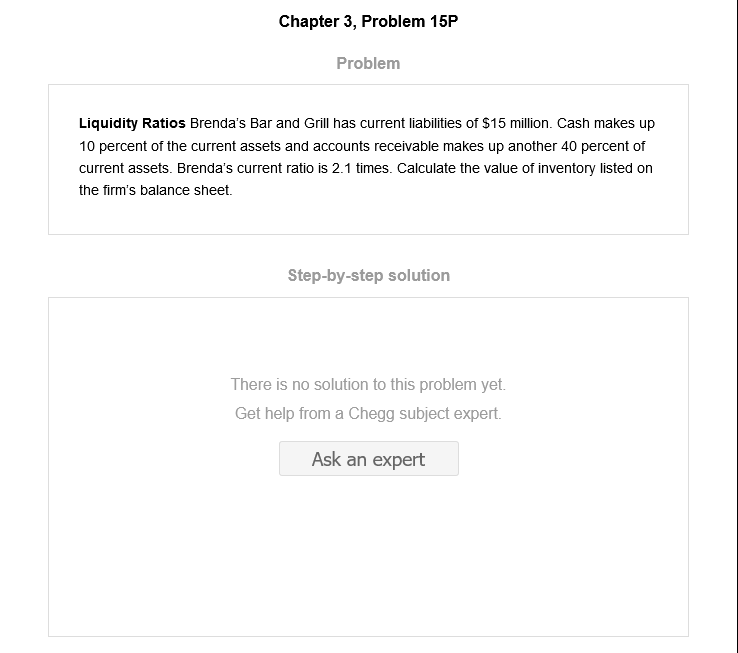 Chapter 3, Problem 15P
Problem
Liquidity Ratios Brenda’s Bar and Grill has current liabilities of $15 million. Cash makes up
10 percent of the current assets and accounts receivable makes up another 40 percent of
current assets. Brenda’s current ratio is 2.1 times. Calculate the value of inventory listed on
the firm’s balance sheet.
Step-by-step solution
There is no solution to this problem yet.
Get help from a Chegg subject expert.
Ask an expert